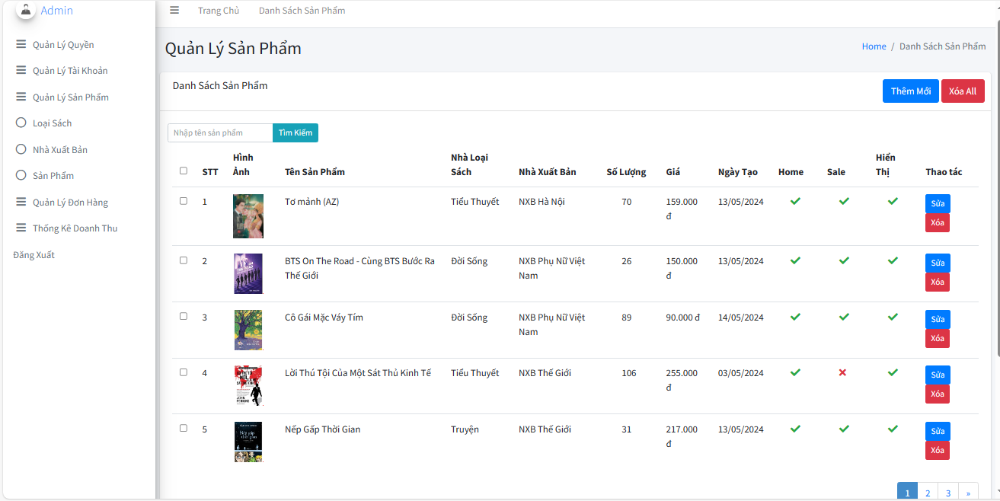 Admin
Trang Chủ
Danh Sách Sản Phẩm
Quản Lý Quyền
Quản Lý Tài Khoản
Quản Lý Sản Phẩm
Loại Sách
Nhà Xuất Bản
Sản Phẩm
Quản Lý Đơn Hàng
Thống Kê Doanh Thu
Đăng Xuất
Quản Lý Sản Phẩm
Home / Danh Sách Sản Phẩm
Danh Sách Sản Phẩm
Thêm Mới
Xóa All
Nhập tên sản phẩm
Tìm Kiếm
STT
Hình
Ảnh
Tên Sản Phẩm
Nhà Loại
Sách
Nhà Xuất Bản
Số Lượng
Giá
Ngày Tạo
Home
Sale
Hiển
Thị
Thao tác
1
Tơ mảnh (AZ)
Tiểu Thuyết
NXB Hà Nội
70
159.000
đ
13/05/2024
Sửa
Xóa
2
BTS On The Road - Cùng BTS Bước Ra
Thế Giới
Đời Sống
NXB Phụ Nữ Việt
Nam
26
150.000
đ
13/05/2024
Sửa
Xóa
3
Cô Gái Mặc Váy Tím
Đời Sống
NXB Phụ Nữ Việt
Nam
89
90.000 đ
14/05/2024
Sửa
Xóa
4
Lời Thú Tội Của Một Sát Thủ Kinh Tế
Tiểu Thuyết
NXB Thế Giới
106
255.000
đ
03/05/2024
Sửa
Xóa
5
Nếp gấp
thời gian
Nếp Gấp Thời Gian
Truyện
NXB Thế Giới
31
217.000
đ
13/05/2024
Sửa
Xóa
1
2
3
»